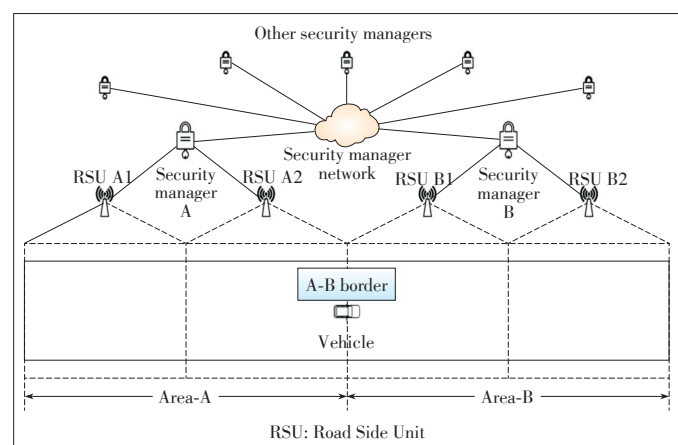 Other security managers
Security manager
network
RSU A1
Security
manager
A
RSU A2
RSU B1
Security
manager
B
RSU B2
A-B border
Vehicle
Area-A
Area-B
RSU: Road Side Unit